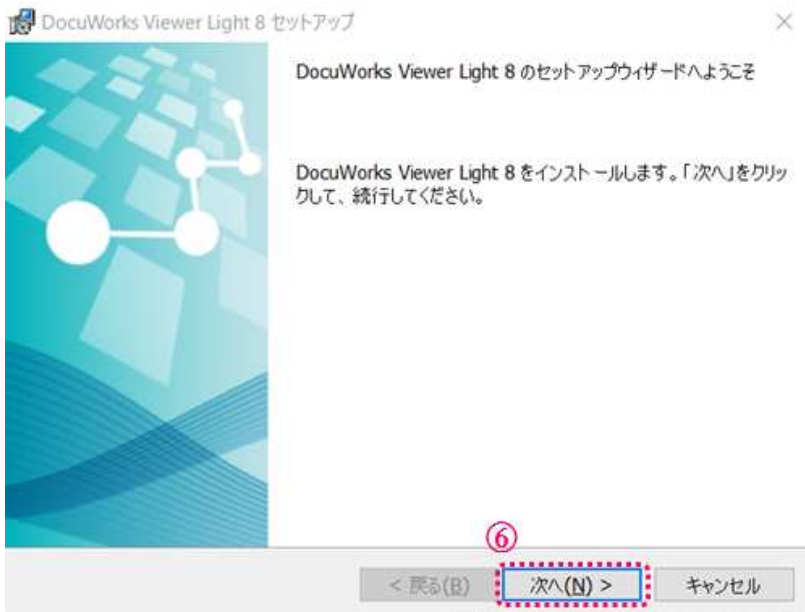 DocuWorks Viewer Light 8 セットアップ
DocuWorks Viewer Light 8 のセットアップウィザードへようこそ
DocuWorks Viewer Light 8 をインストールします。「次へ」をクリッ
クして、続行してください。
⑥
< 戻る(B)
次へ(N) >
キャンセル